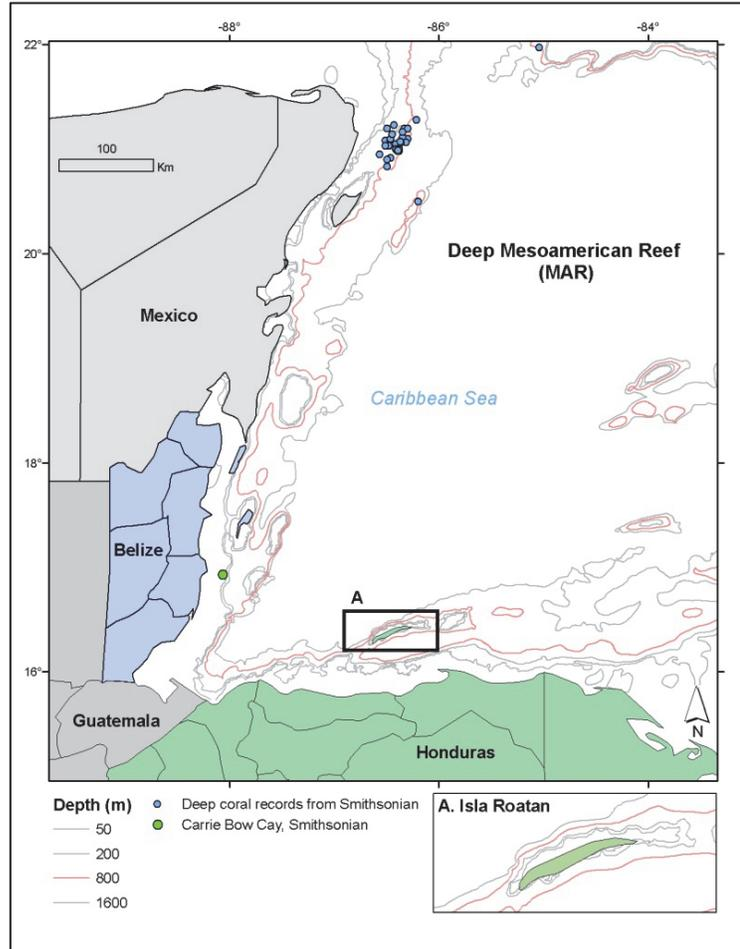 -88°
-86°
-84°
22°
100
Km
20°
Deep Mesoamerican Reef
(MAR)
Mexico
Caribbean Sea
18°
Belize
A
16°
Guatemala
Honduras
N
Depth (m)
50
200
800
1600
Deep coral records from Smithsonian
Carrie Bow Cay, Smithsonian
A. Isla Roatan